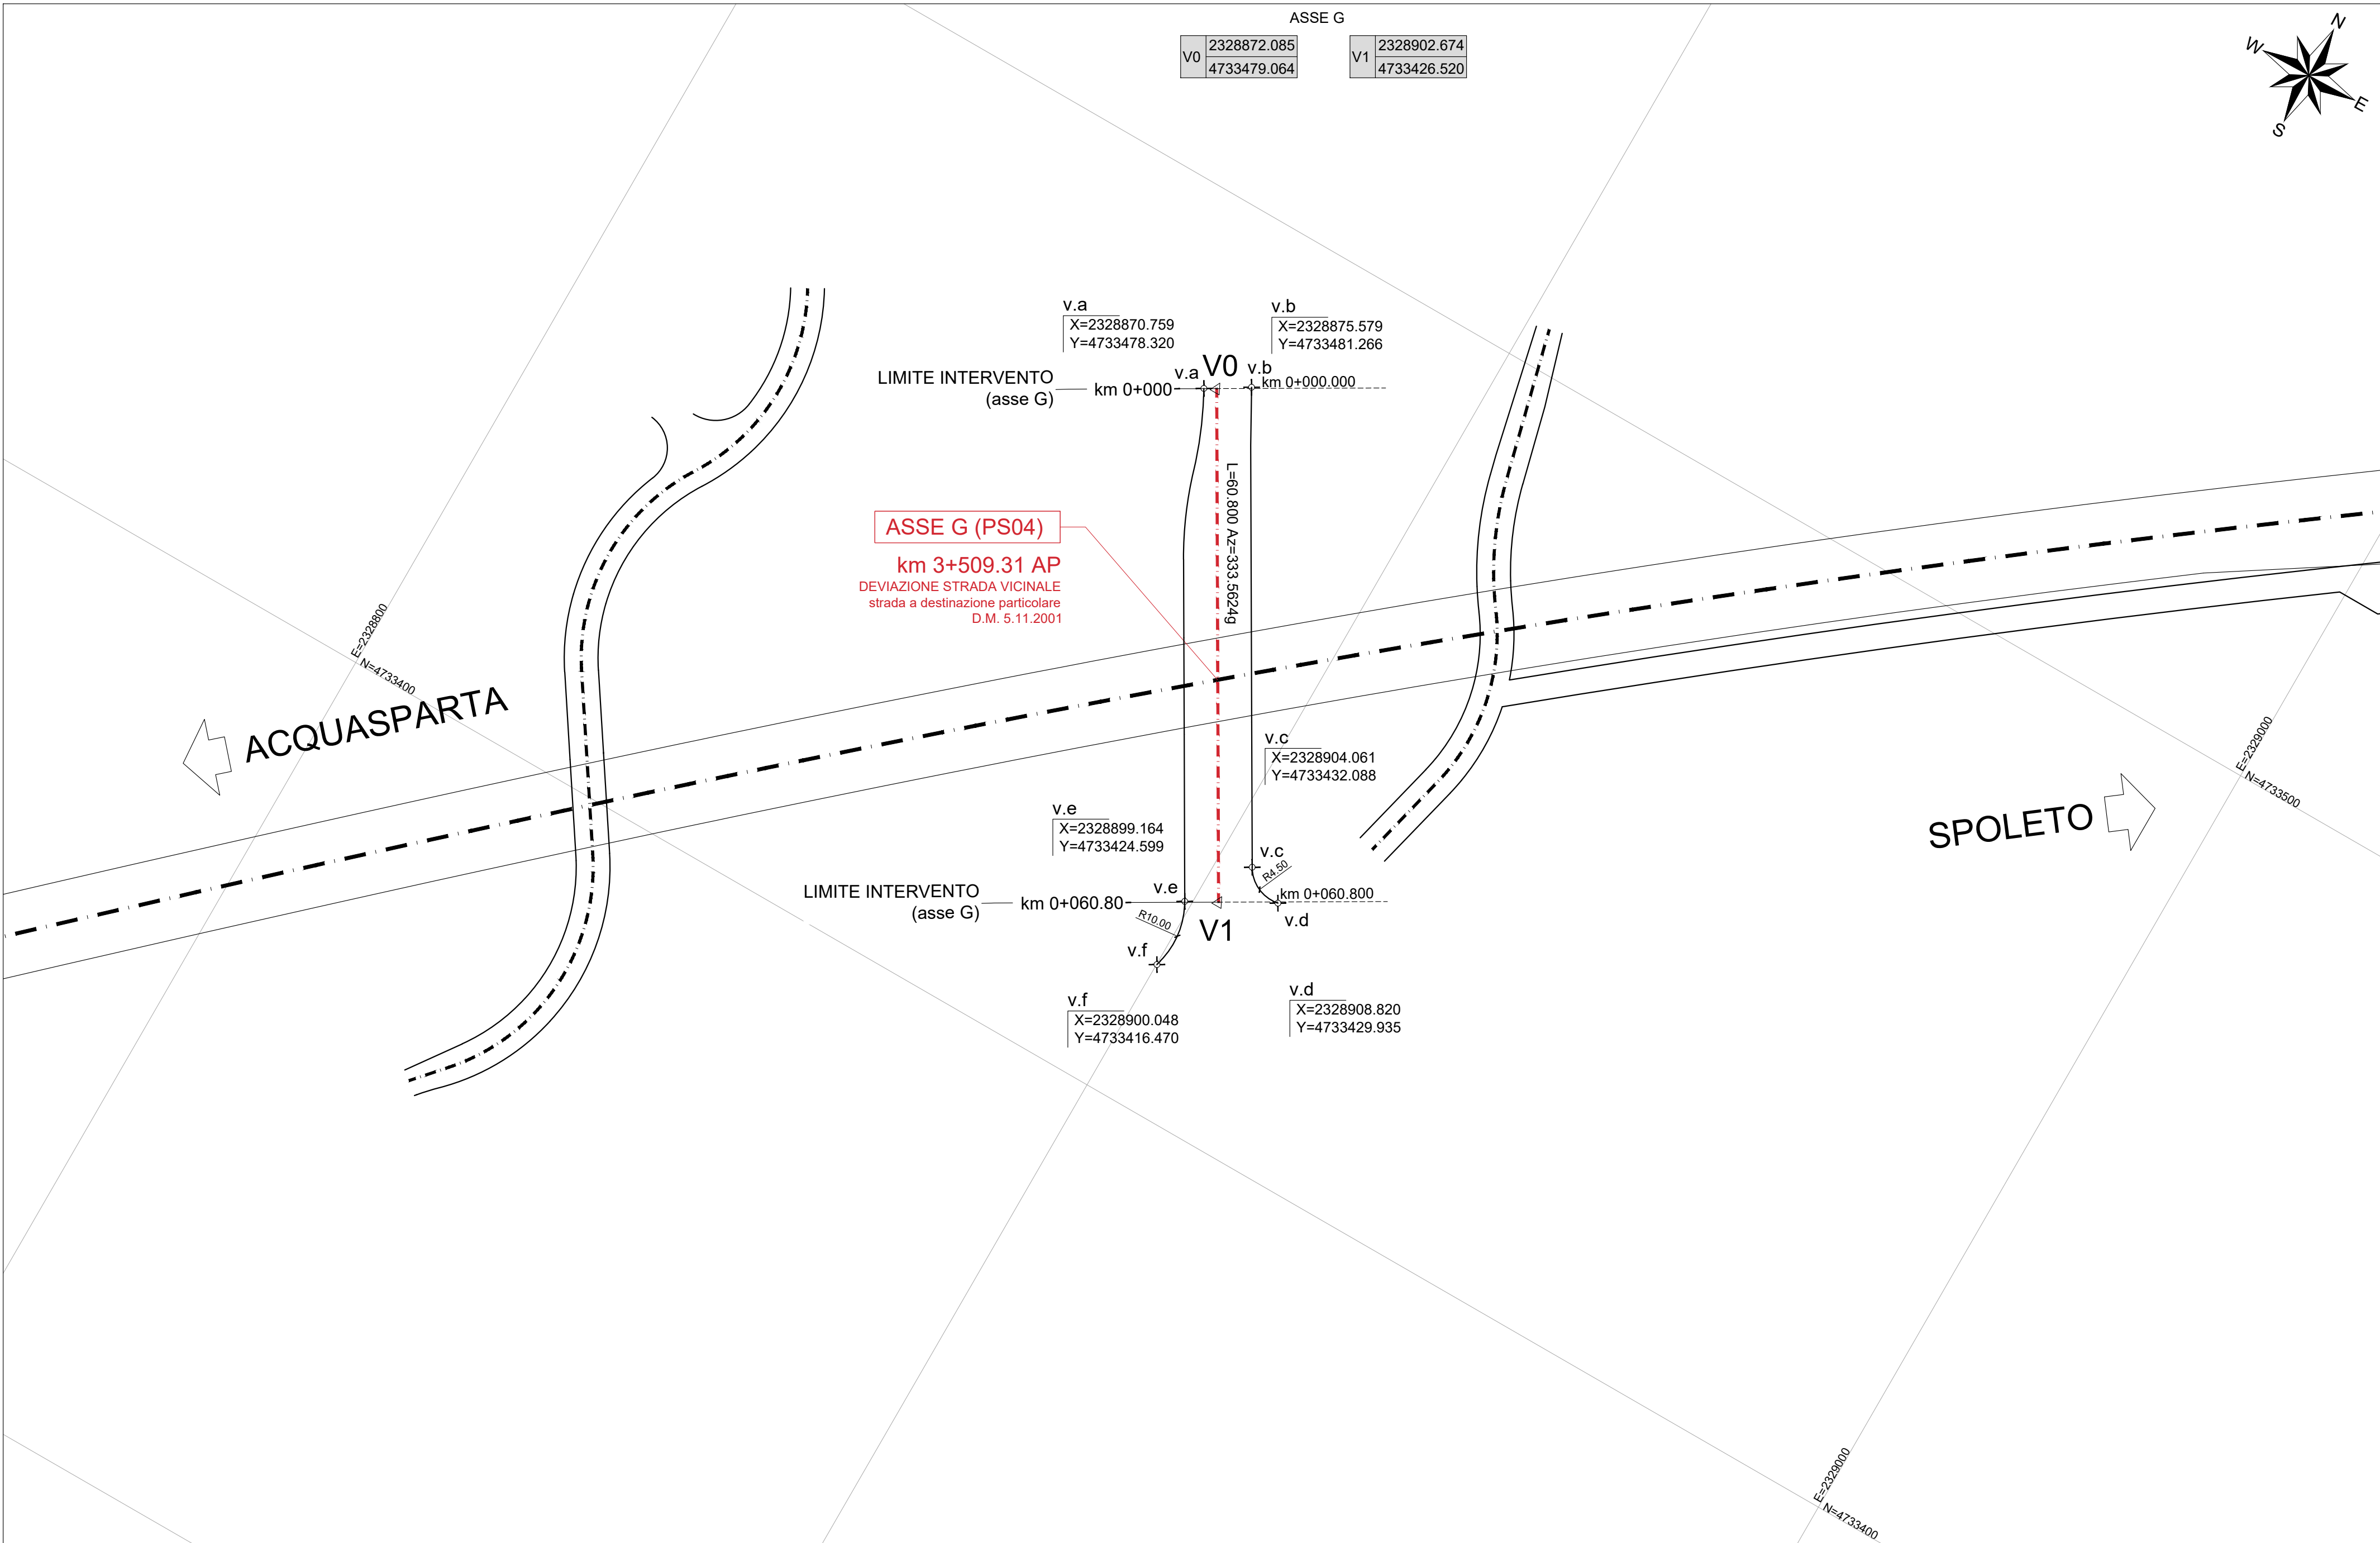 ASSE G
V0 2328872.085
4733479.064
V1 2328902.674
4733426.520
N
W
E
S
v.a
X=2328870.759
Y=4733478.320
v.b
X=2328875.579
Y=4733481.266
LIMITE INTERVENTO
(asse G)
km 0+000
v.a
V0
v.b
km 0+000.000
L=60.800 Az=333.5624g
ASSE G (PS04)
km 3+509.31 AP
DEVIAZIONE STRADA VICINALE
strada a destinazione particolare
D.M. 5.11.2001
E=2328800
N=4733400
ACQUASPARTA
v.c
X=2328904.061
Y=4733432.088
E=2329000
N=4733500
SPOLETO
v.e
X=2328899.164
Y=4733424.599
v.c
R4.50
LIMITE INTERVENTO
(asse G)
km 0+060.80
v.e
km 0+060.800
R10.00
V1
v.d
v.f
v.f
X=2328900.048
Y=4733416.470
v.d
X=2328908.820
Y=4733429.935
E=2329000
N=4733400